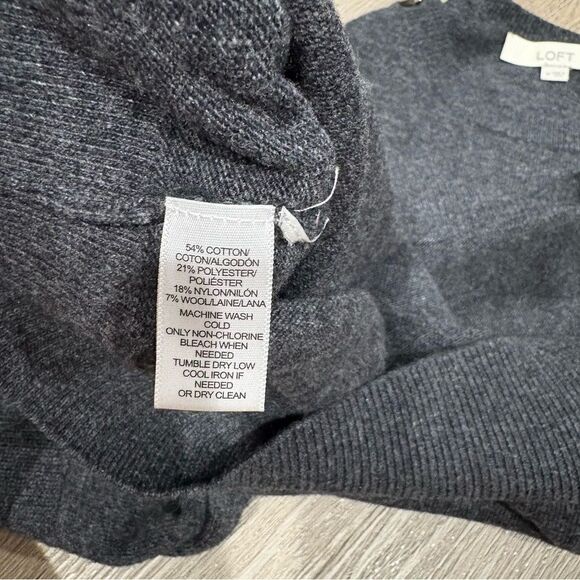 LOFT
54% COTTON/
COTON/ALGODÓN
21% POLYESTER/
POLIÉSTER
18% NYLON/NILÓN
7% WOOL/LAINE/LANA
MACHINE WASH
COLD
ONLY NON-CHLORINE
BLEACH WHEN
NEEDED
TUMBLE DRY LOW
COOL IRON IF
NEEDED
OR DRY CLEAN